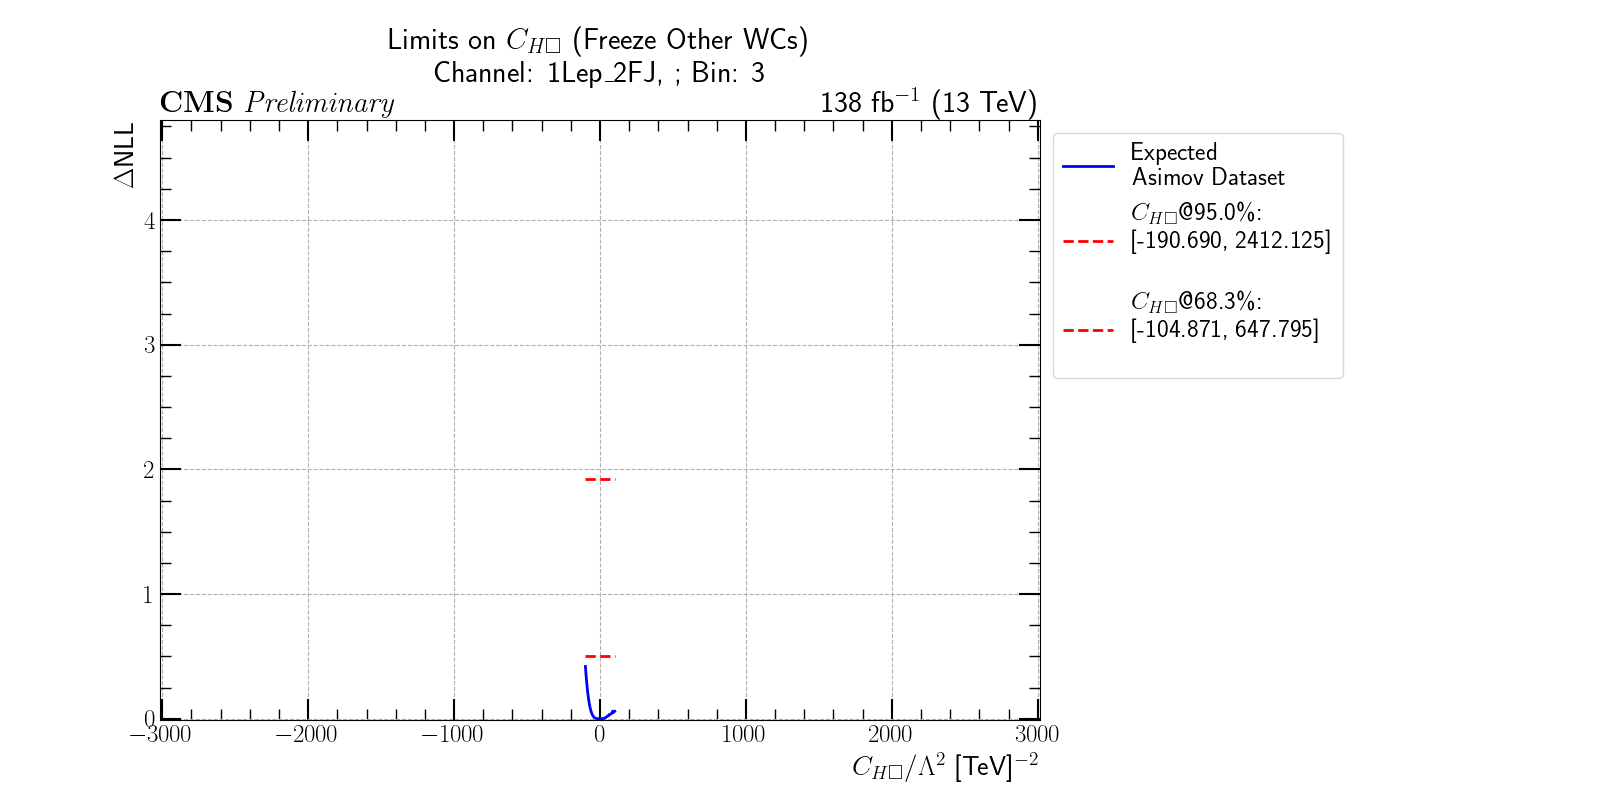 Limits on C_{H□} (Freeze Other WCs)
Channel: 1Lep_2FJ, ; Bin: 3
CMS Preliminary
138 fb⁻¹ (13 TeV)
ΔNLL
4
3
2
1
0
−3000
−2000
−1000
0
1000
2000
3000
C_{H□}/Λ² [TeV]⁻²
Expected
Asimov Dataset
C_{H□}@95.0%:
[-190.690, 2412.125]
C_{H□}@68.3%:
[-104.871, 647.795]